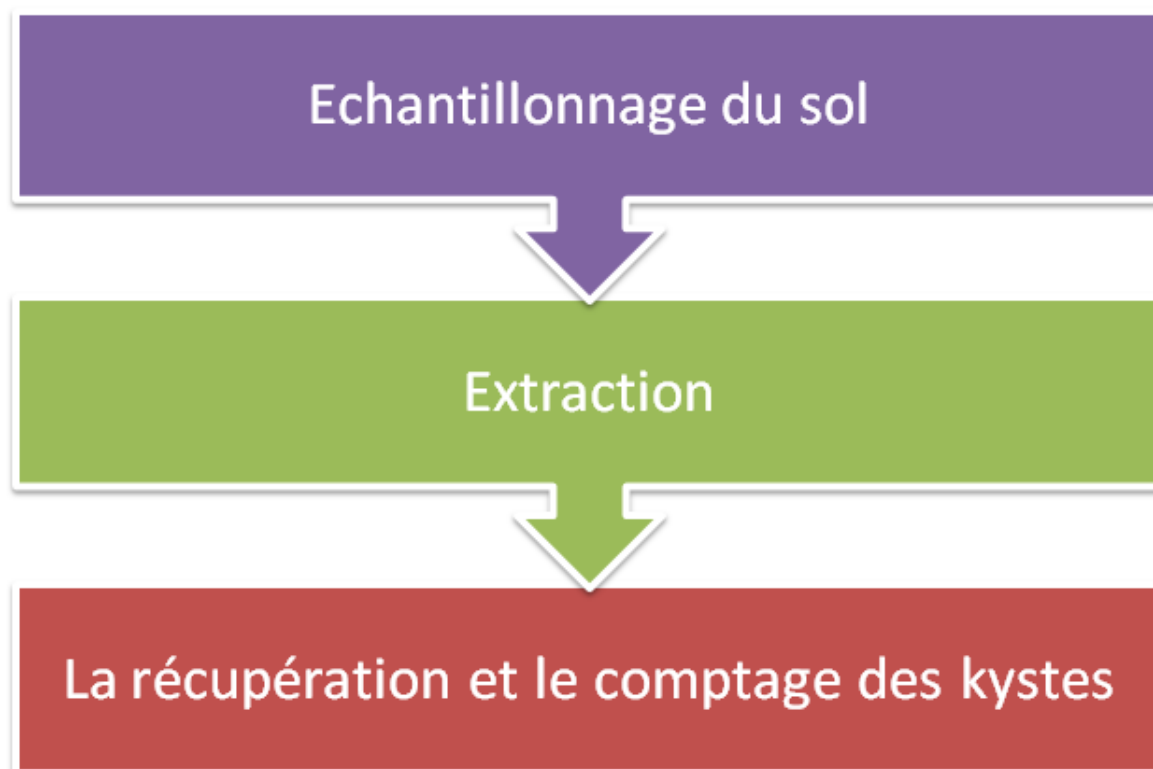 Echantillonnage du sol
Extraction
La récupération et le comptage des kystes